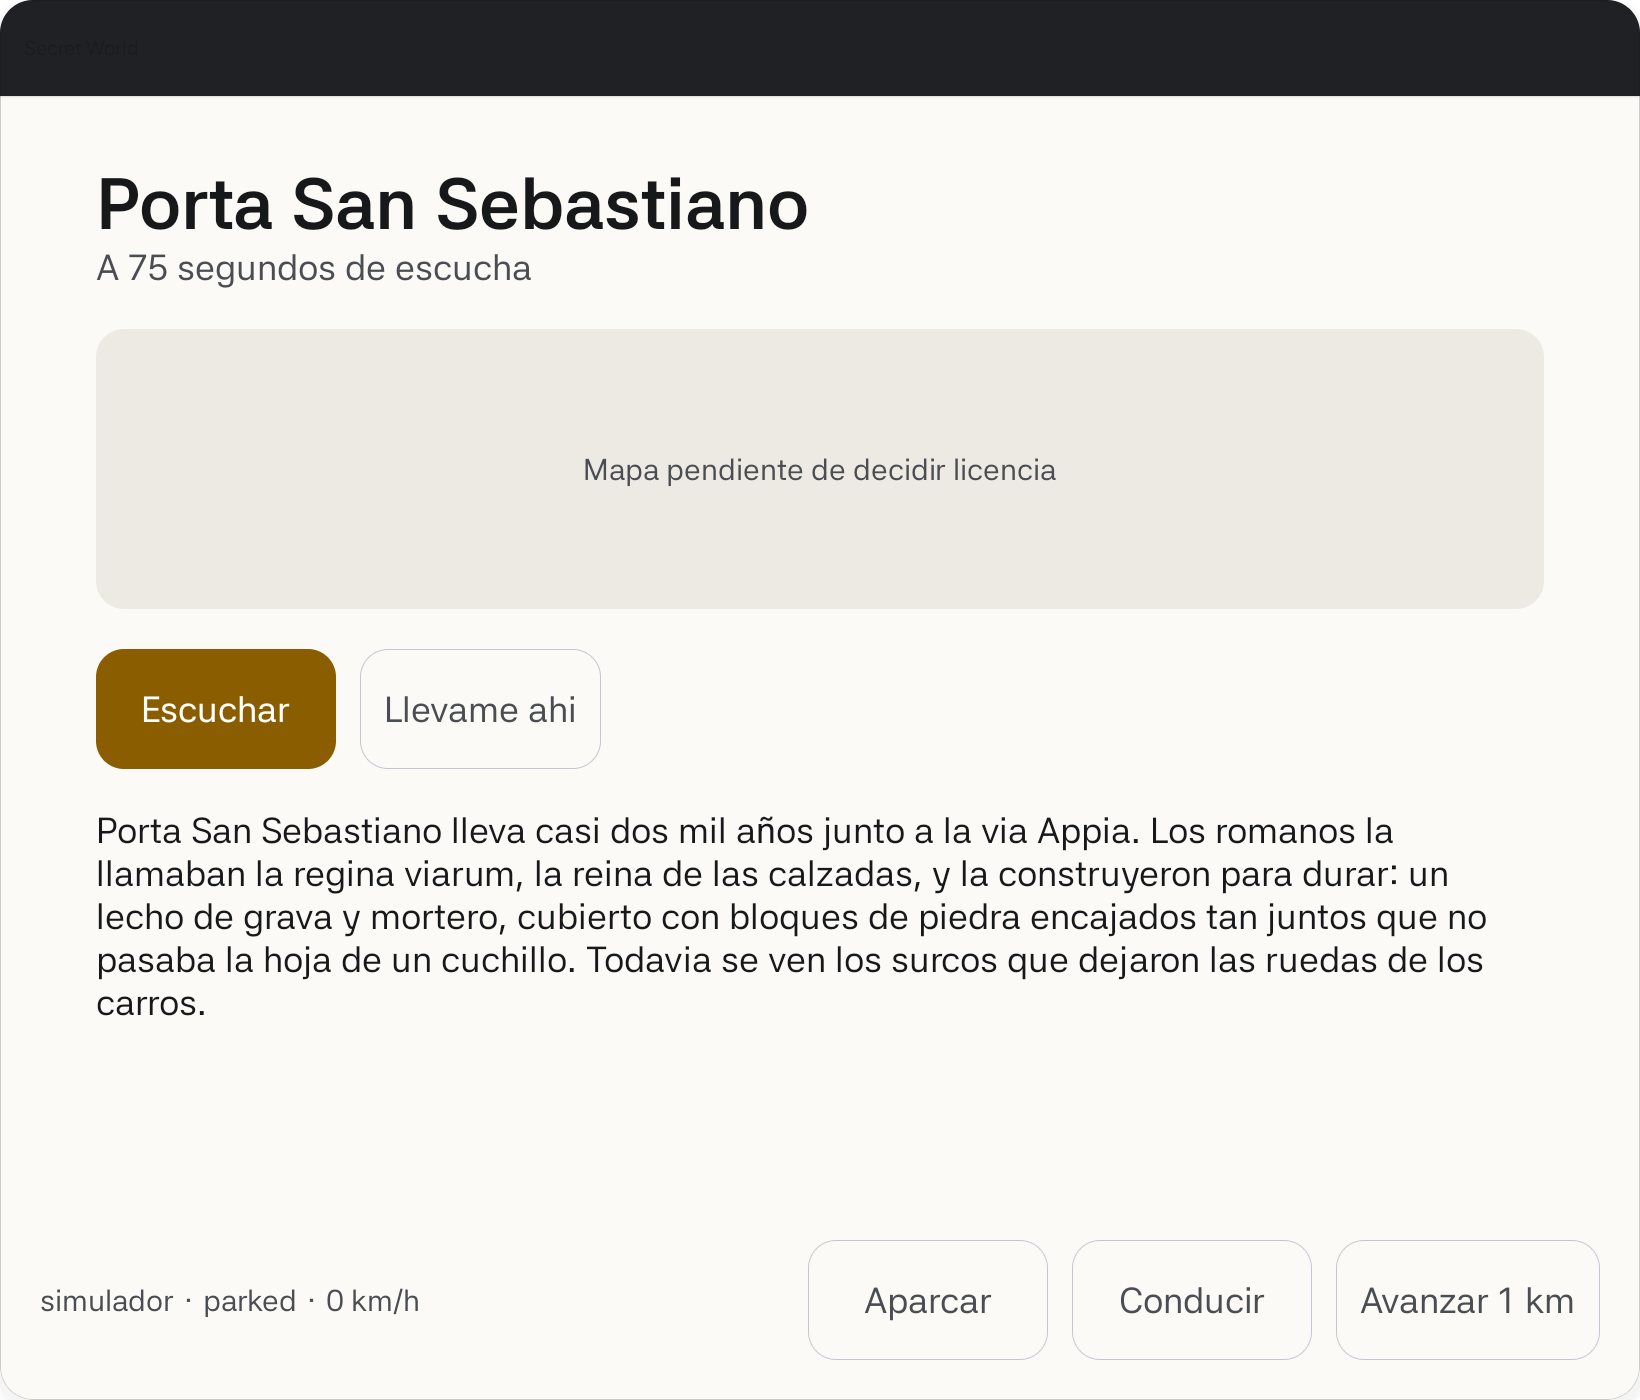 Secret World
Porta San Sebastiano
A 75 segundos de escucha
Mapa pendiente de decidir licencia
Escuchar
Llevame ahi
Porta San Sebastiano lleva casi dos mil años junto a la via Appia. Los romanos la
llamaban la regina viarum, la reina de las calzadas, y la construyeron para durar: un
lecho de grava y mortero, cubierto con bloques de piedra encajados tan juntos que no
pasaba la hoja de un cuchillo. Todavia se ven los surcos que dejaron las ruedas de los
carros.
simulador · parked · 0 km/h
Aparcar
Conducir
Avanzar 1 km